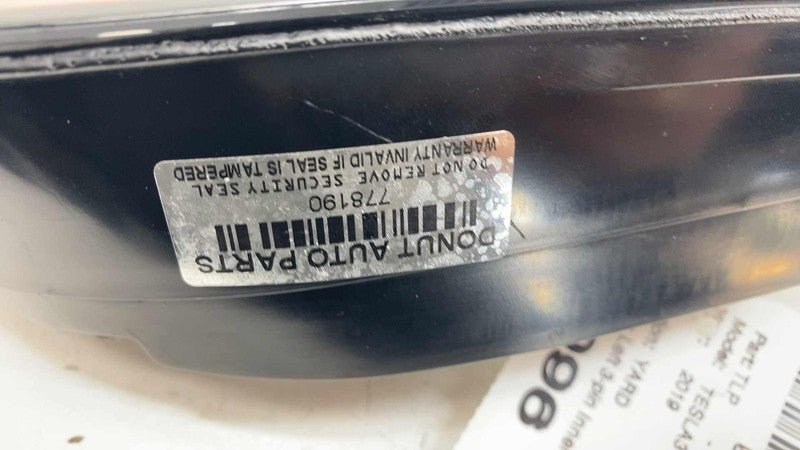 DONUT AUTO PARTS
778190
DO NOT REMOVE SECURITY SEAL
WARRANTY INVALID IF SEAL IS TAMPERED
Part: TLP
Model: TESLA3
2019
YARD
Left 3-pin Inner